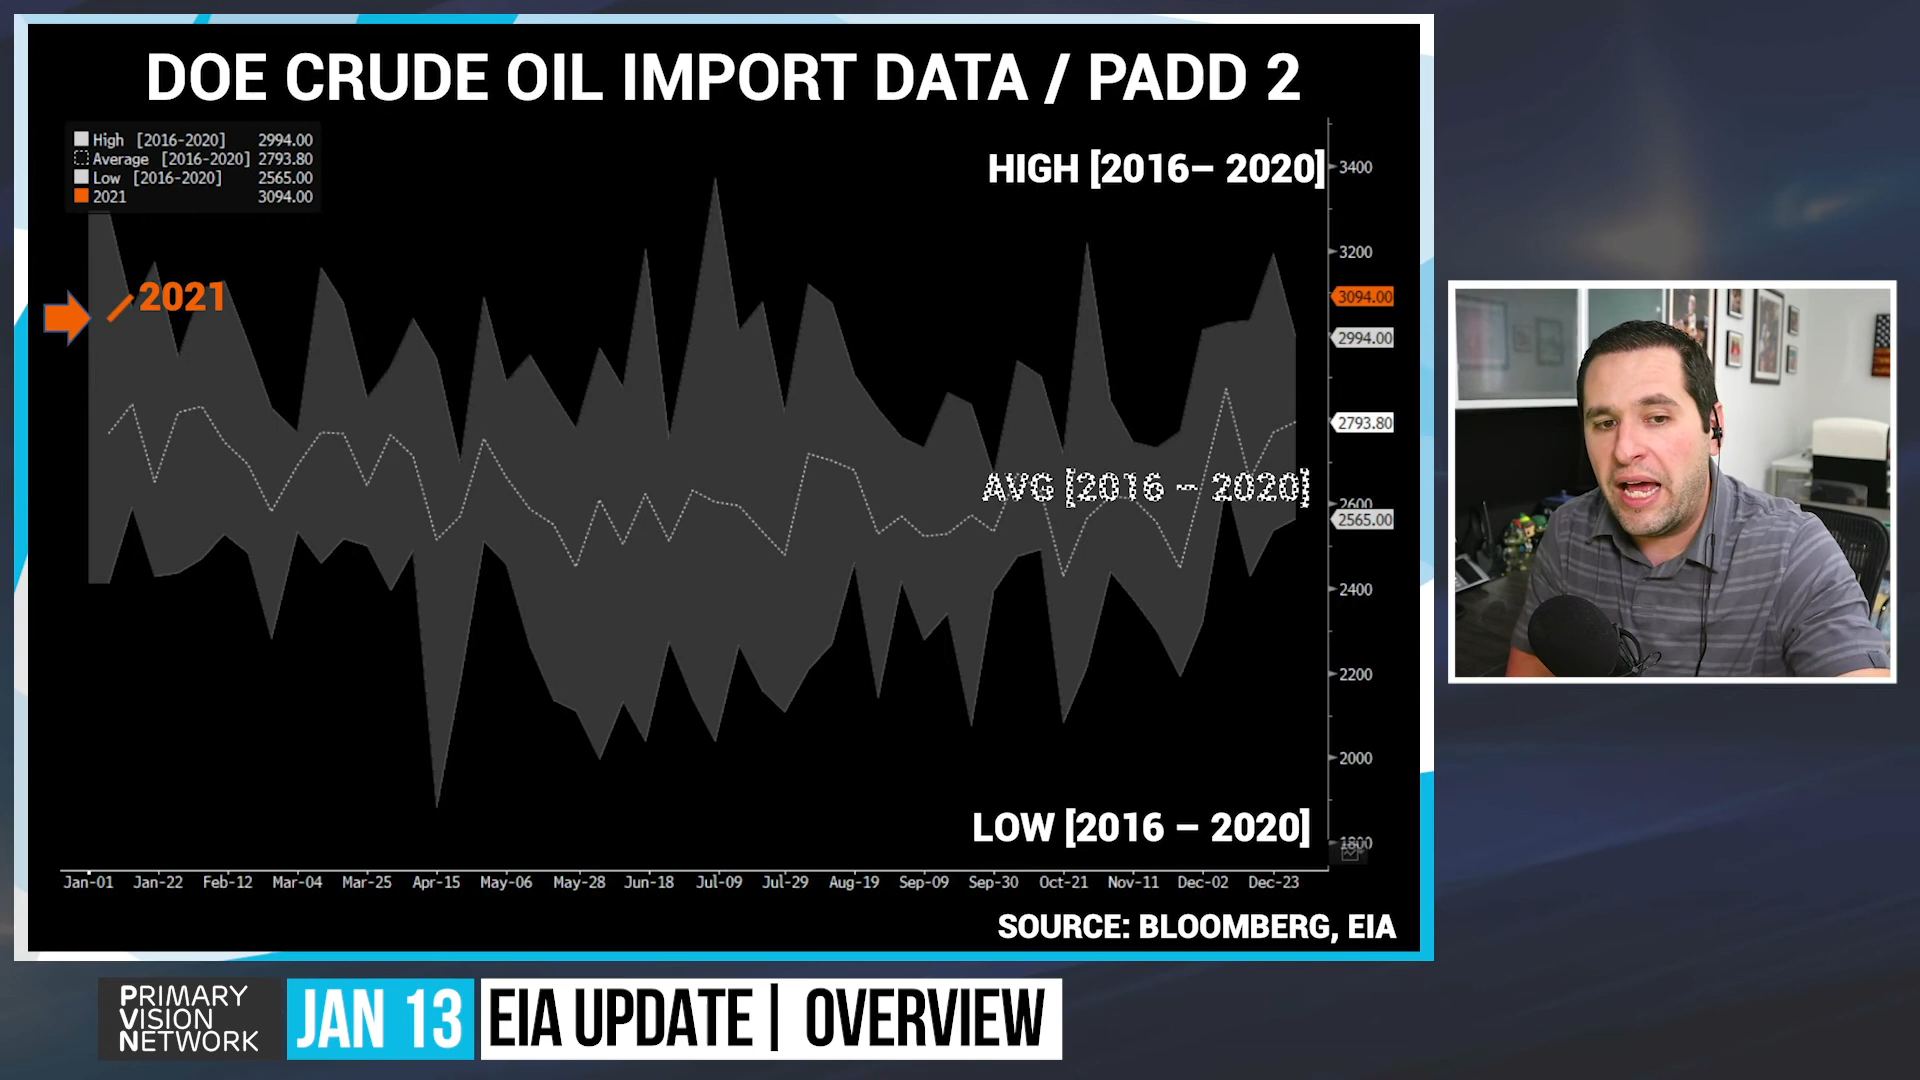 DOE CRUDE OIL IMPORT DATA / PADD 2
High [2016-2020] 2994.00
Average [2016-2020] 2793.80
Low [2016-2020] 2565.00
2021 3094.00
HIGH [2016– 2020]
2021
AVG [2016 – 2020]
LOW [2016 – 2020]
3400
3200
3094.00
2994.00
2793.80
2600
2565.00
2400
2200
2000
1800
Jan-01 Jan-22 Feb-12 Mar-04 Mar-25 Apr-15 May-06 May-28 Jun-18 Jul-09 Jul-29 Aug-19 Sep-09 Sep-30 Oct-21 Nov-11 Dec-02 Dec-23
SOURCE: BLOOMBERG, EIA
PRIMARY
VISION
NETWORK
JAN 13
EIA UPDATE | OVERVIEW